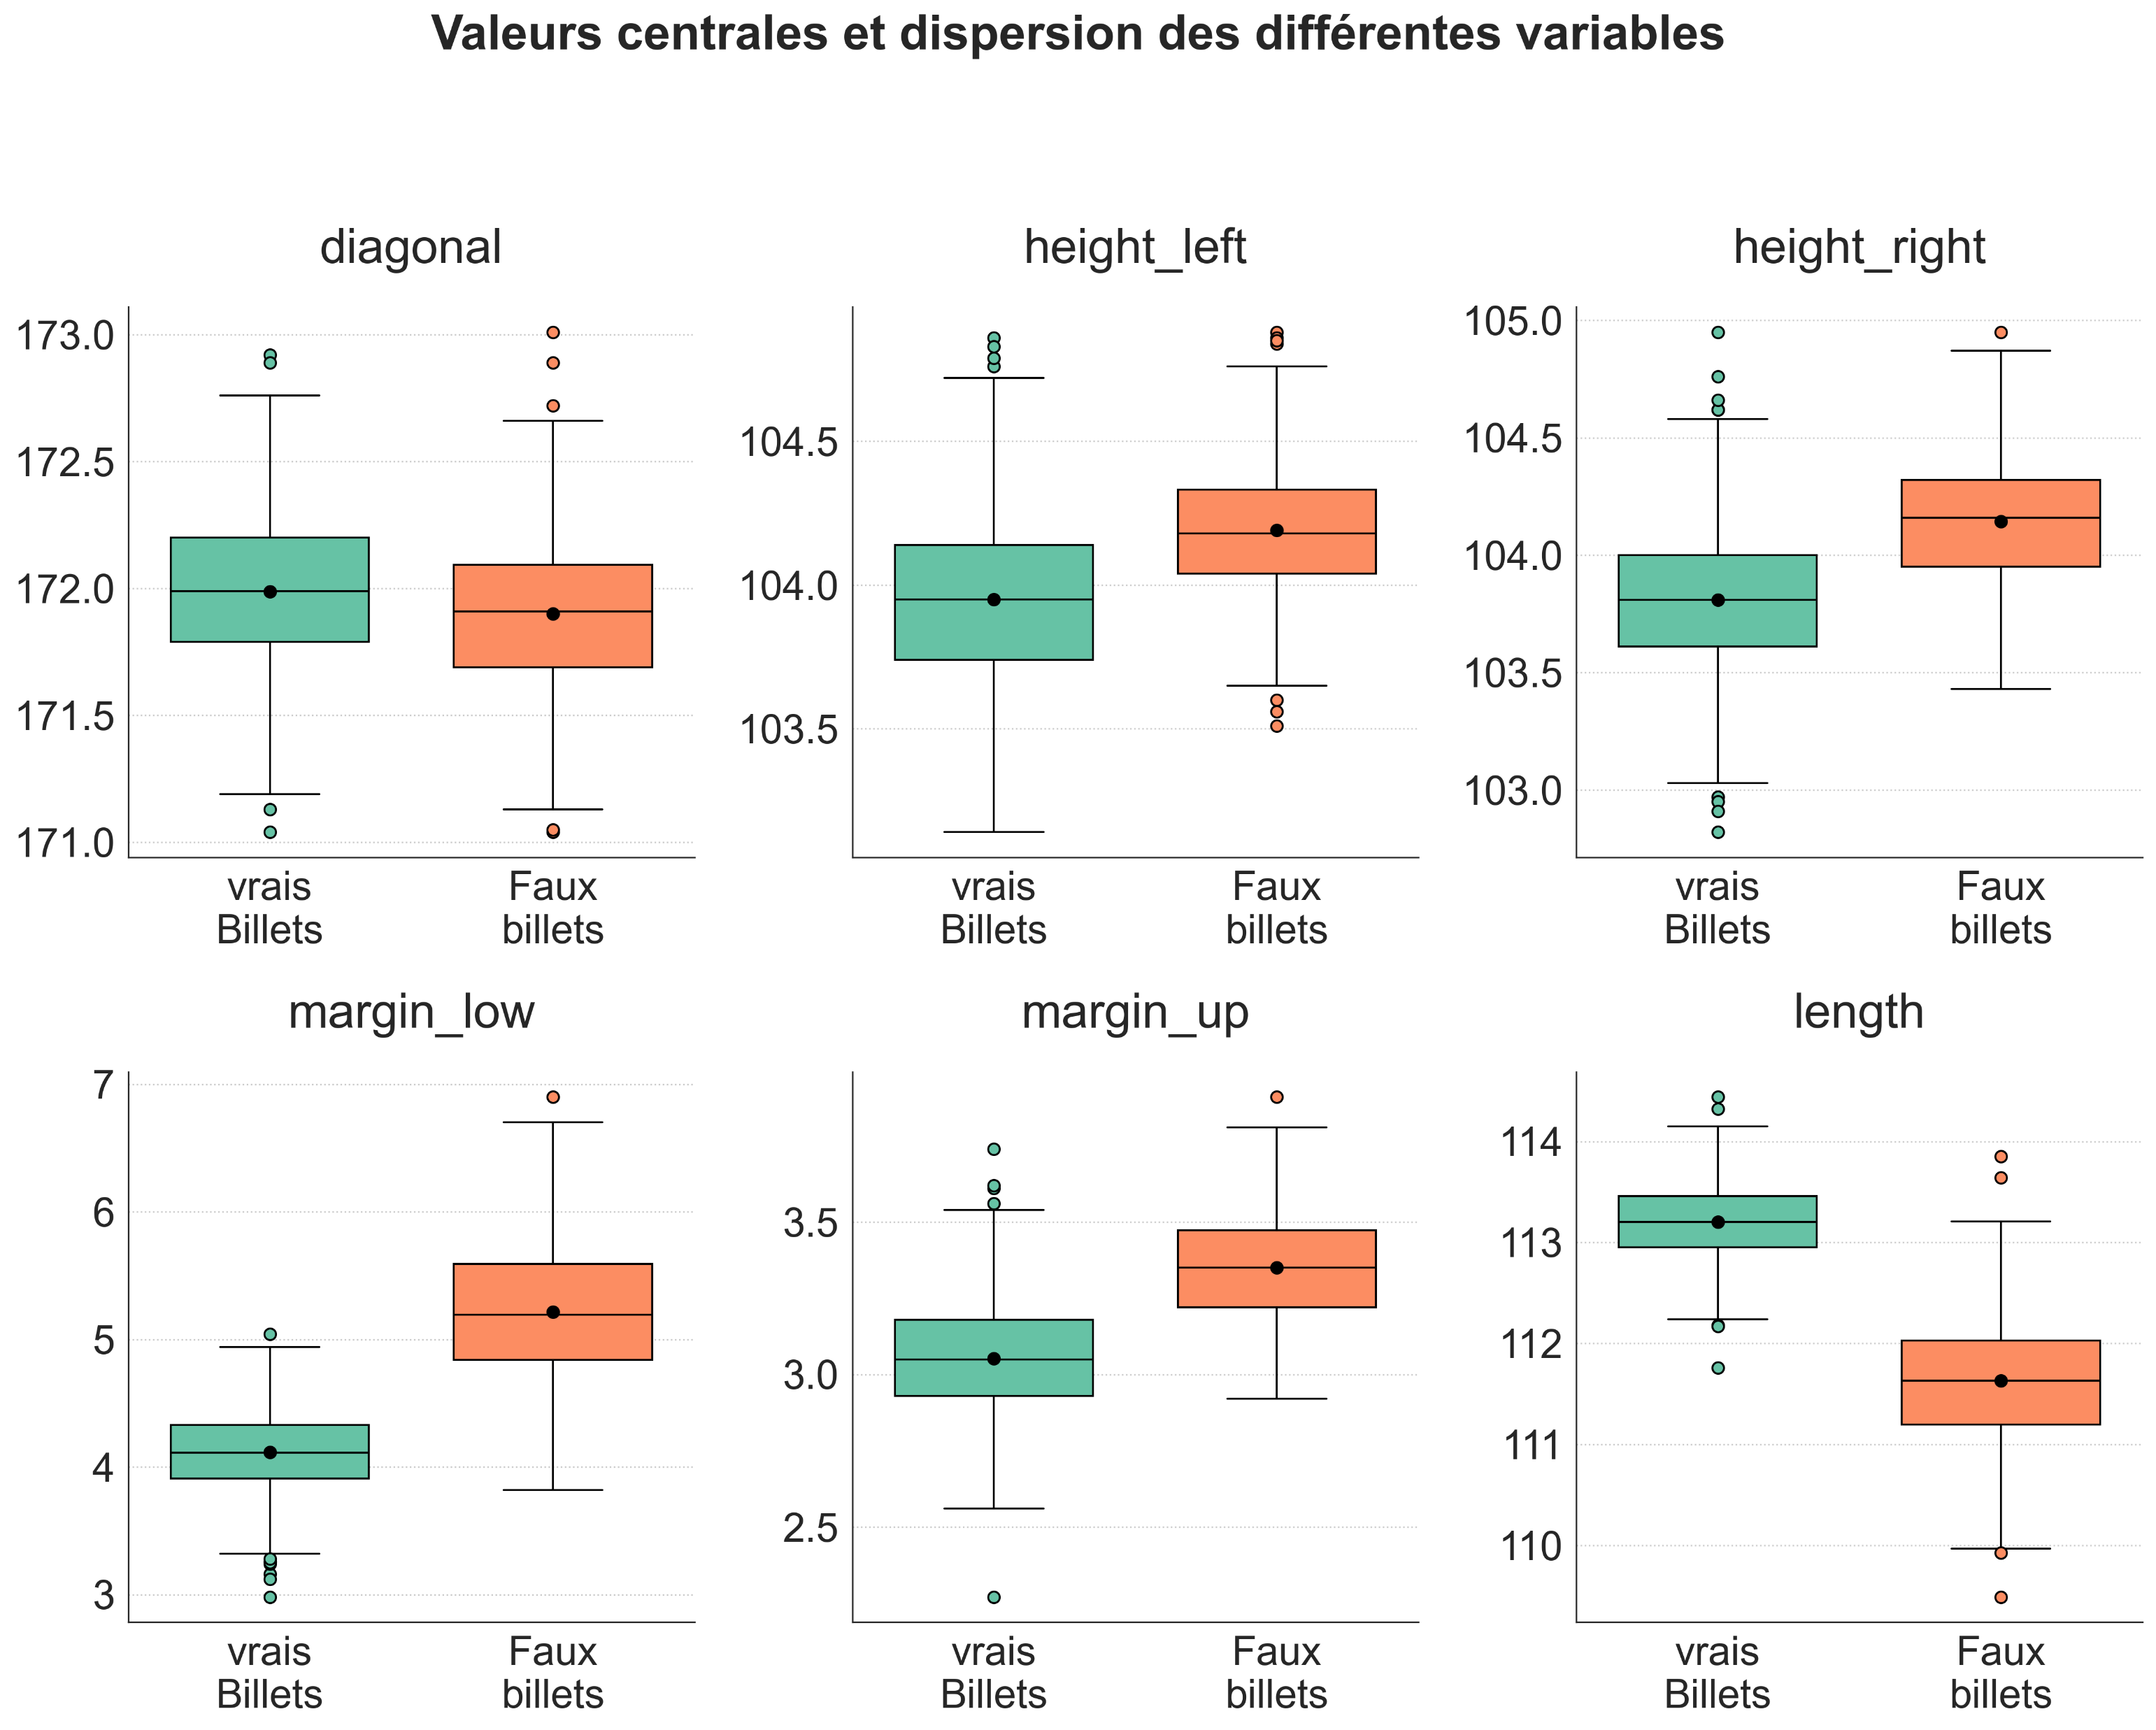 Valeurs centrales et dispersion des différentes variables
diagonal
173.0
172.5
172.0
171.5
171.0
vrais
Billets
Faux
billets
height_left
104.5
104.0
103.5
vrais
Billets
Faux
billets
height_right
105.0
104.5
104.0
103.5
103.0
vrais
Billets
Faux
billets
margin_low
7
6
5
4
3
vrais
Billets
Faux
billets
margin_up
3.5
3.0
2.5
vrais
Billets
Faux
billets
length
114
113
112
111
110
vrais
Billets
Faux
billets